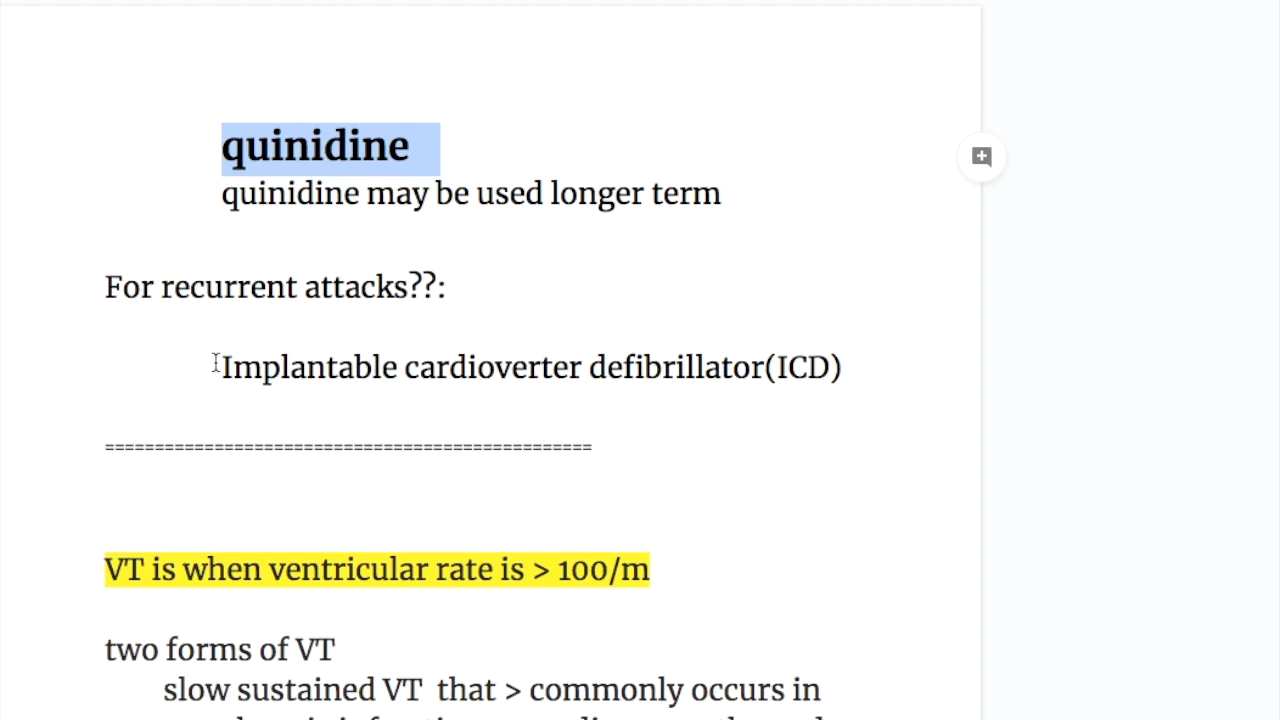 quinidine
quinidine may be used longer term
For recurrent attacks??:
Implantable cardioverter defibrillator(ICD)
=================================================
VT is when ventricular rate is > 100/m
two forms of VT
slow sustained VT  that > commonly occurs in